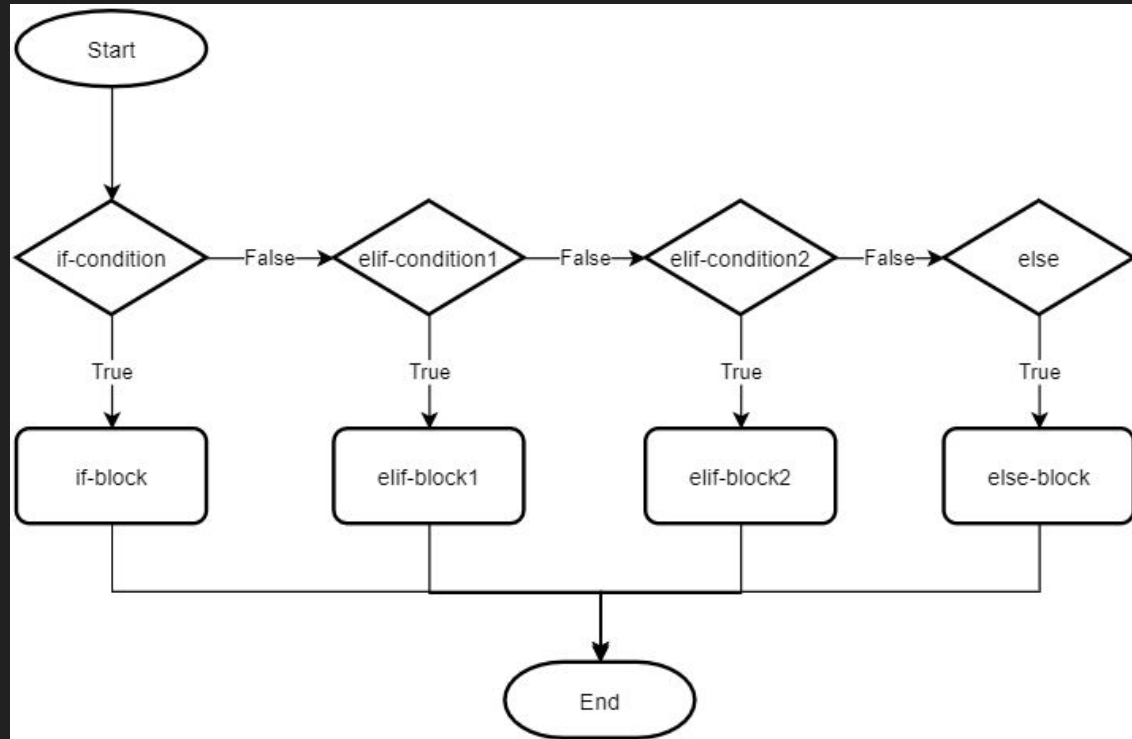 Start
if-condition
False
elif-condition1
False
elif-condition2
False
else
True
True
True
True
if-block
elif-block1
elif-block2
else-block
End